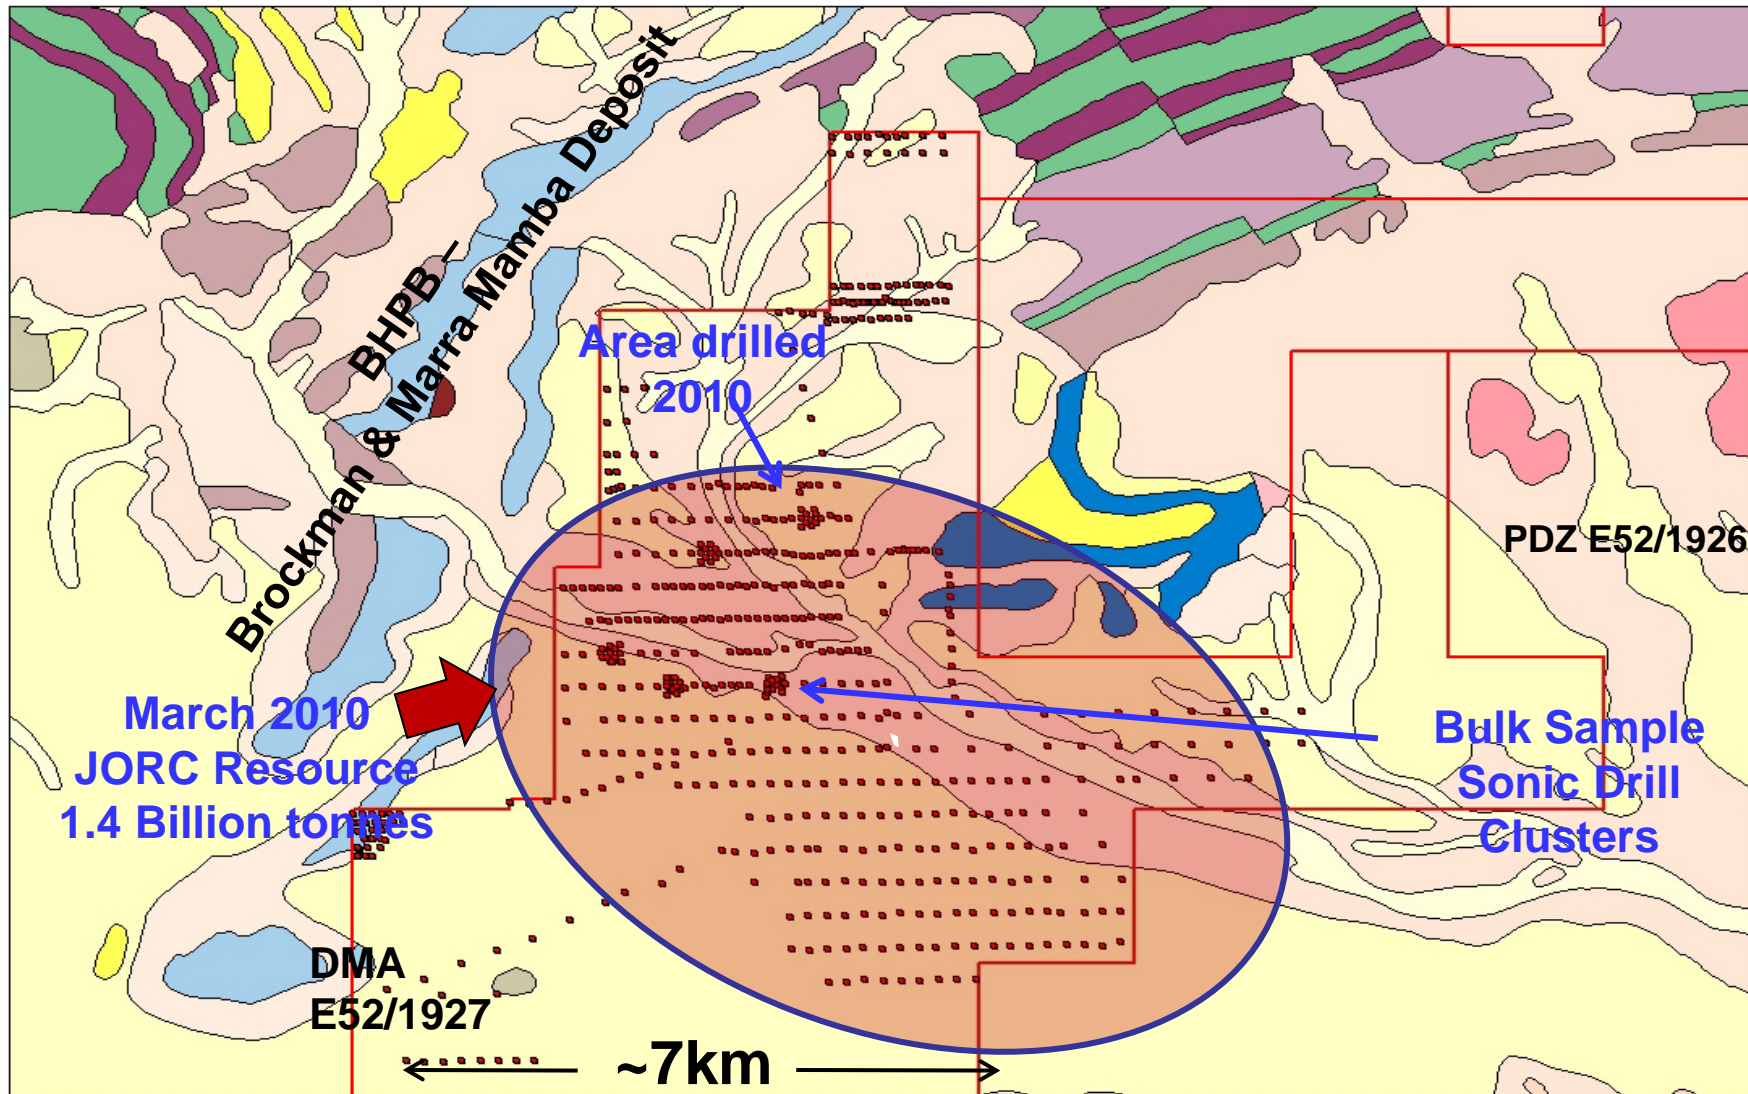 BHPB –
Brockman & Marra Mamba Deposit
Area drilled
2010
PDZ E52/1926
March 2010
JORC Resource
1.4 Billion tonnes
Bulk Sample
Sonic Drill
Clusters
DMA
E52/1927
~7km